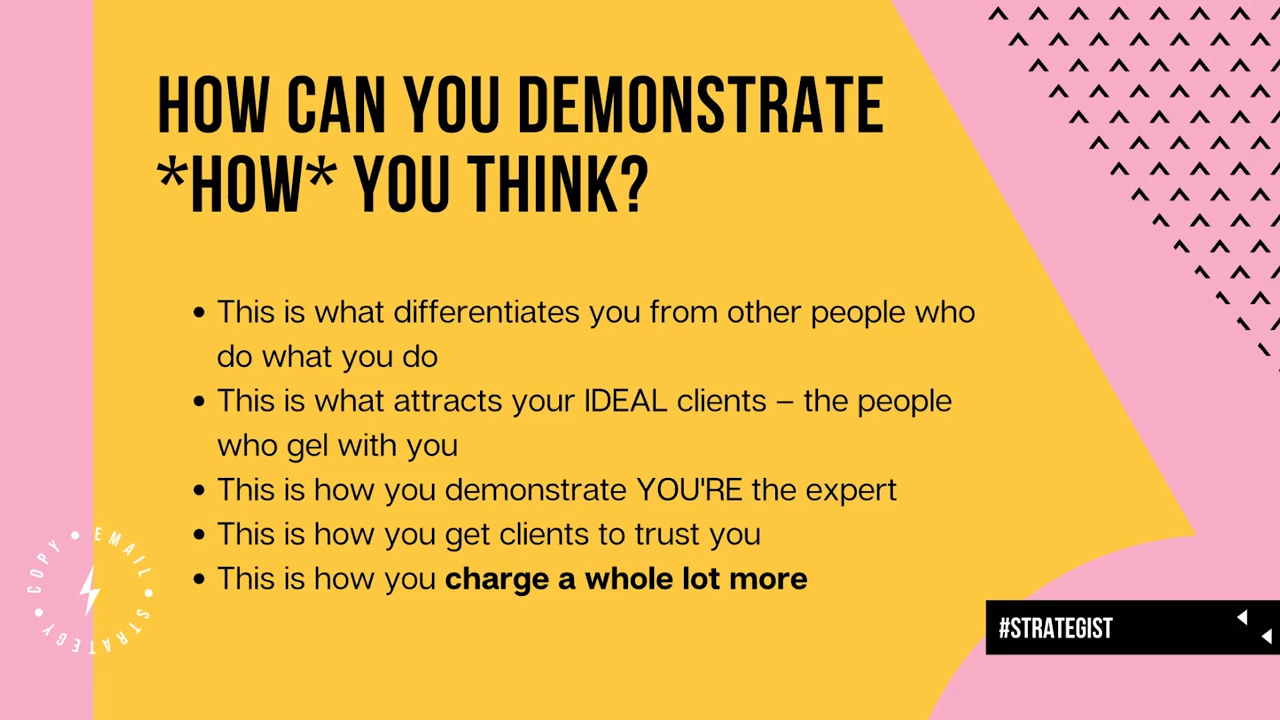 HOW CAN YOU DEMONSTRATE
*HOW* YOU THINK?
• This is what differentiates you from other people who
do what you do
• This is what attracts your IDEAL clients – the people
who gel with you
• This is how you demonstrate YOU'RE the expert
• This is how you get clients to trust you
• This is how you charge a whole lot more
COPY • EMAIL • STRATEGY •
#STRATEGIST